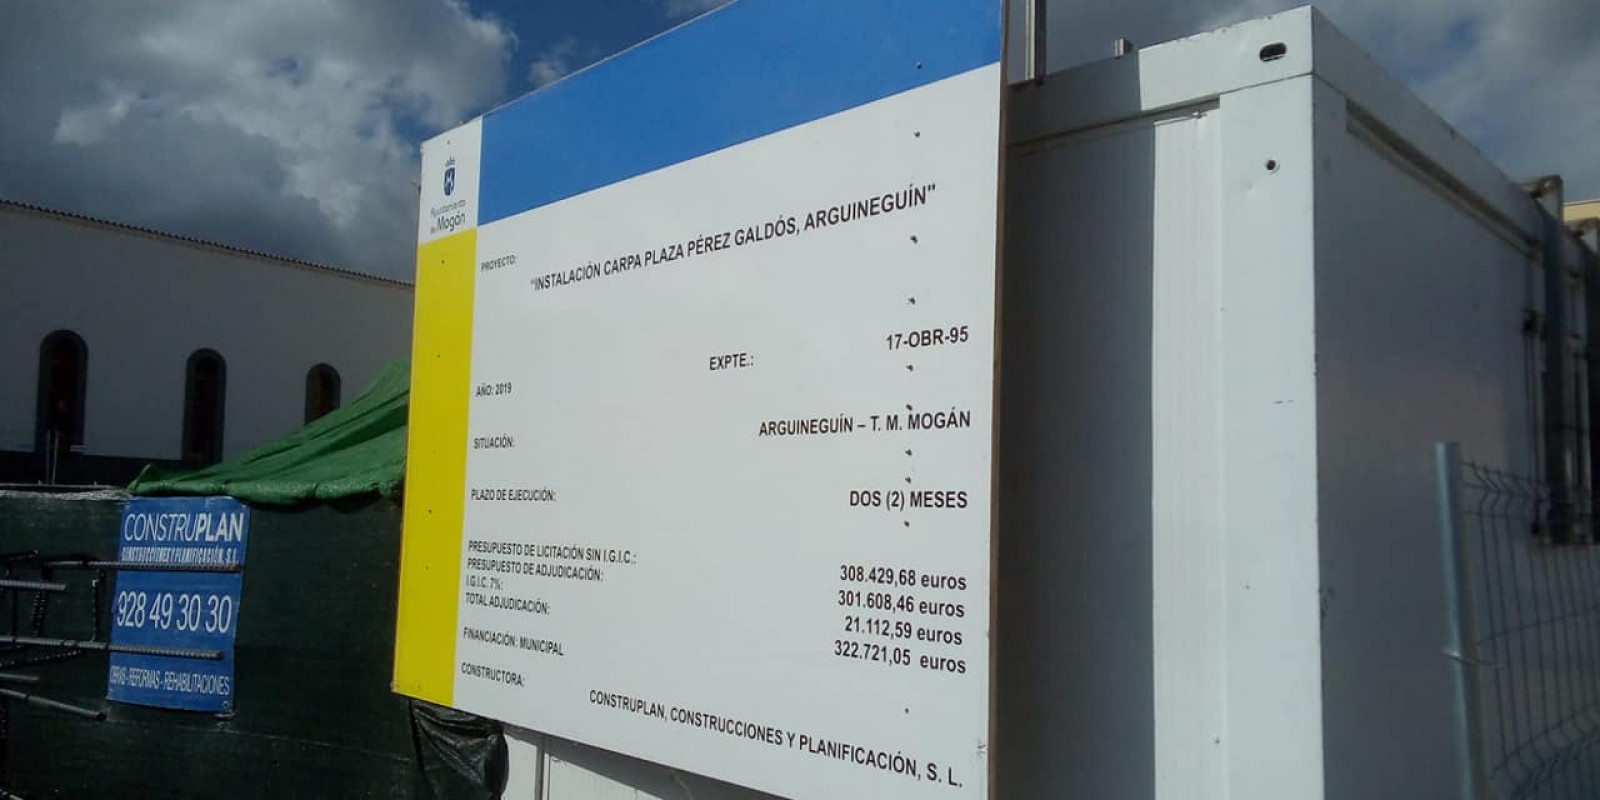 Ayuntamiento
de Mogán
PROYECTO:
"INSTALACIÓN CARPA PLAZA PÉREZ GALDÓS, ARGUINEGUÍN"
EXPTE.: 17-OBR-95
AÑO: 2019
SITUACIÓN: ARGUINEGUÍN – T. M. MOGÁN
PLAZO DE EJECUCIÓN: DOS (2) MESES
PRESUPUESTO DE LICITACIÓN SIN I.G.I.C.: 308.429,68 euros
PRESUPUESTO DE ADJUDICACIÓN: 301.608,46 euros
I.G.I.C. 7%: 21.112,59 euros
TOTAL ADJUDICACIÓN: 322.721,05 euros
FINANCIACIÓN: MUNICIPAL
CONSTRUCTORA:
CONSTRUPLAN, CONSTRUCCIONES Y PLANIFICACIÓN, S. L.
CONSTRUPLAN
CONSTRUCCIONES Y PLANIFICACIÓN, S.L.
928 49 30 30
OBRAS - REFORMAS - REHABILITACIONES